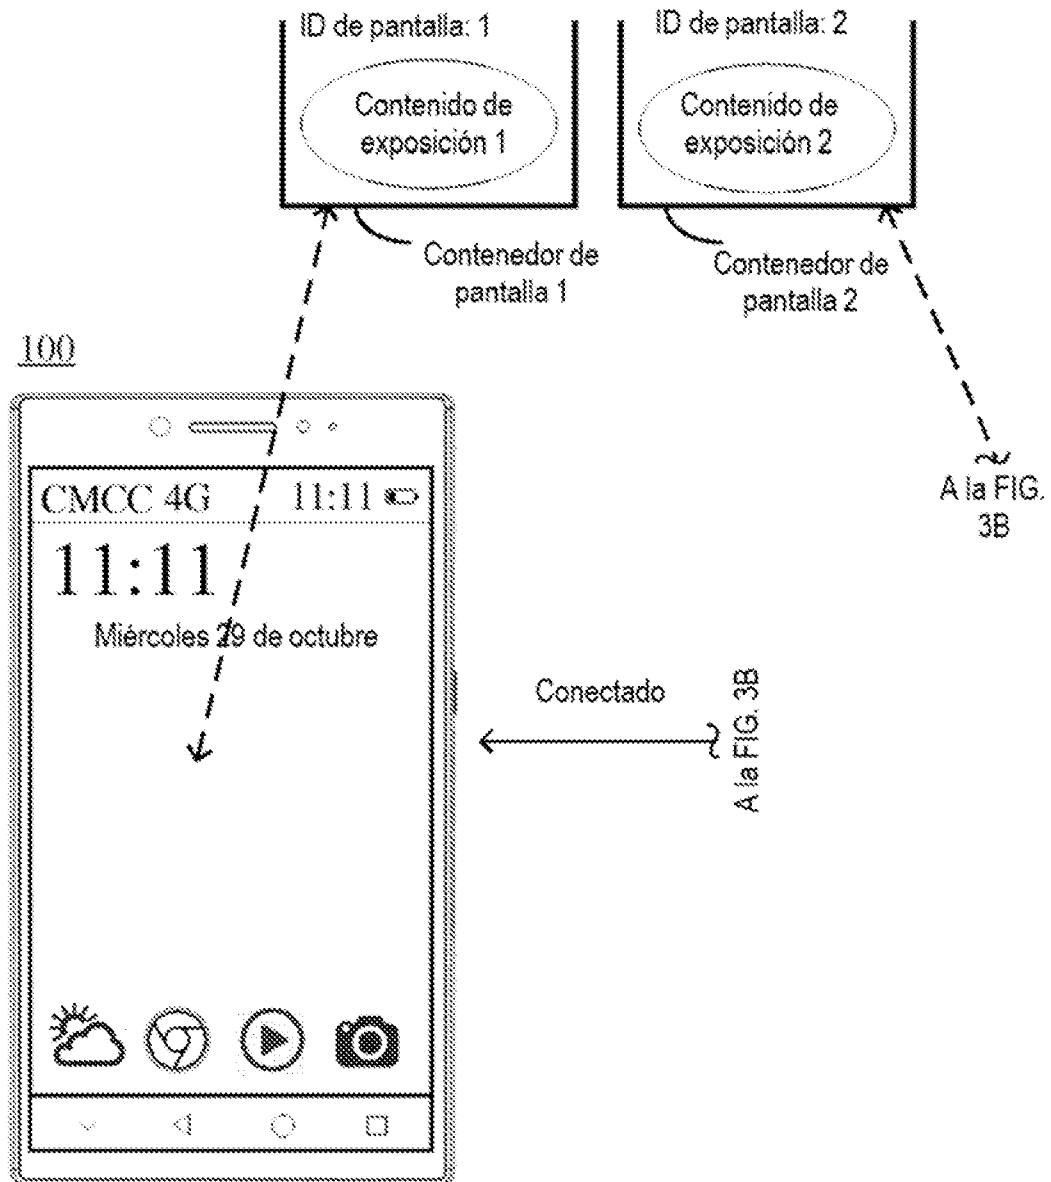 ID de pantalla: 1
ID de pantalla: 2
Contenido de
exposición 1
Contenido de
exposición 2
Contenedor de
pantalla 1
Contenedor de
pantalla 2
100
A la FIG.
3B
CMCC 4G
11:11
11:11
Miércoles 29 de octubre
Conectado
A la FIG. 3B